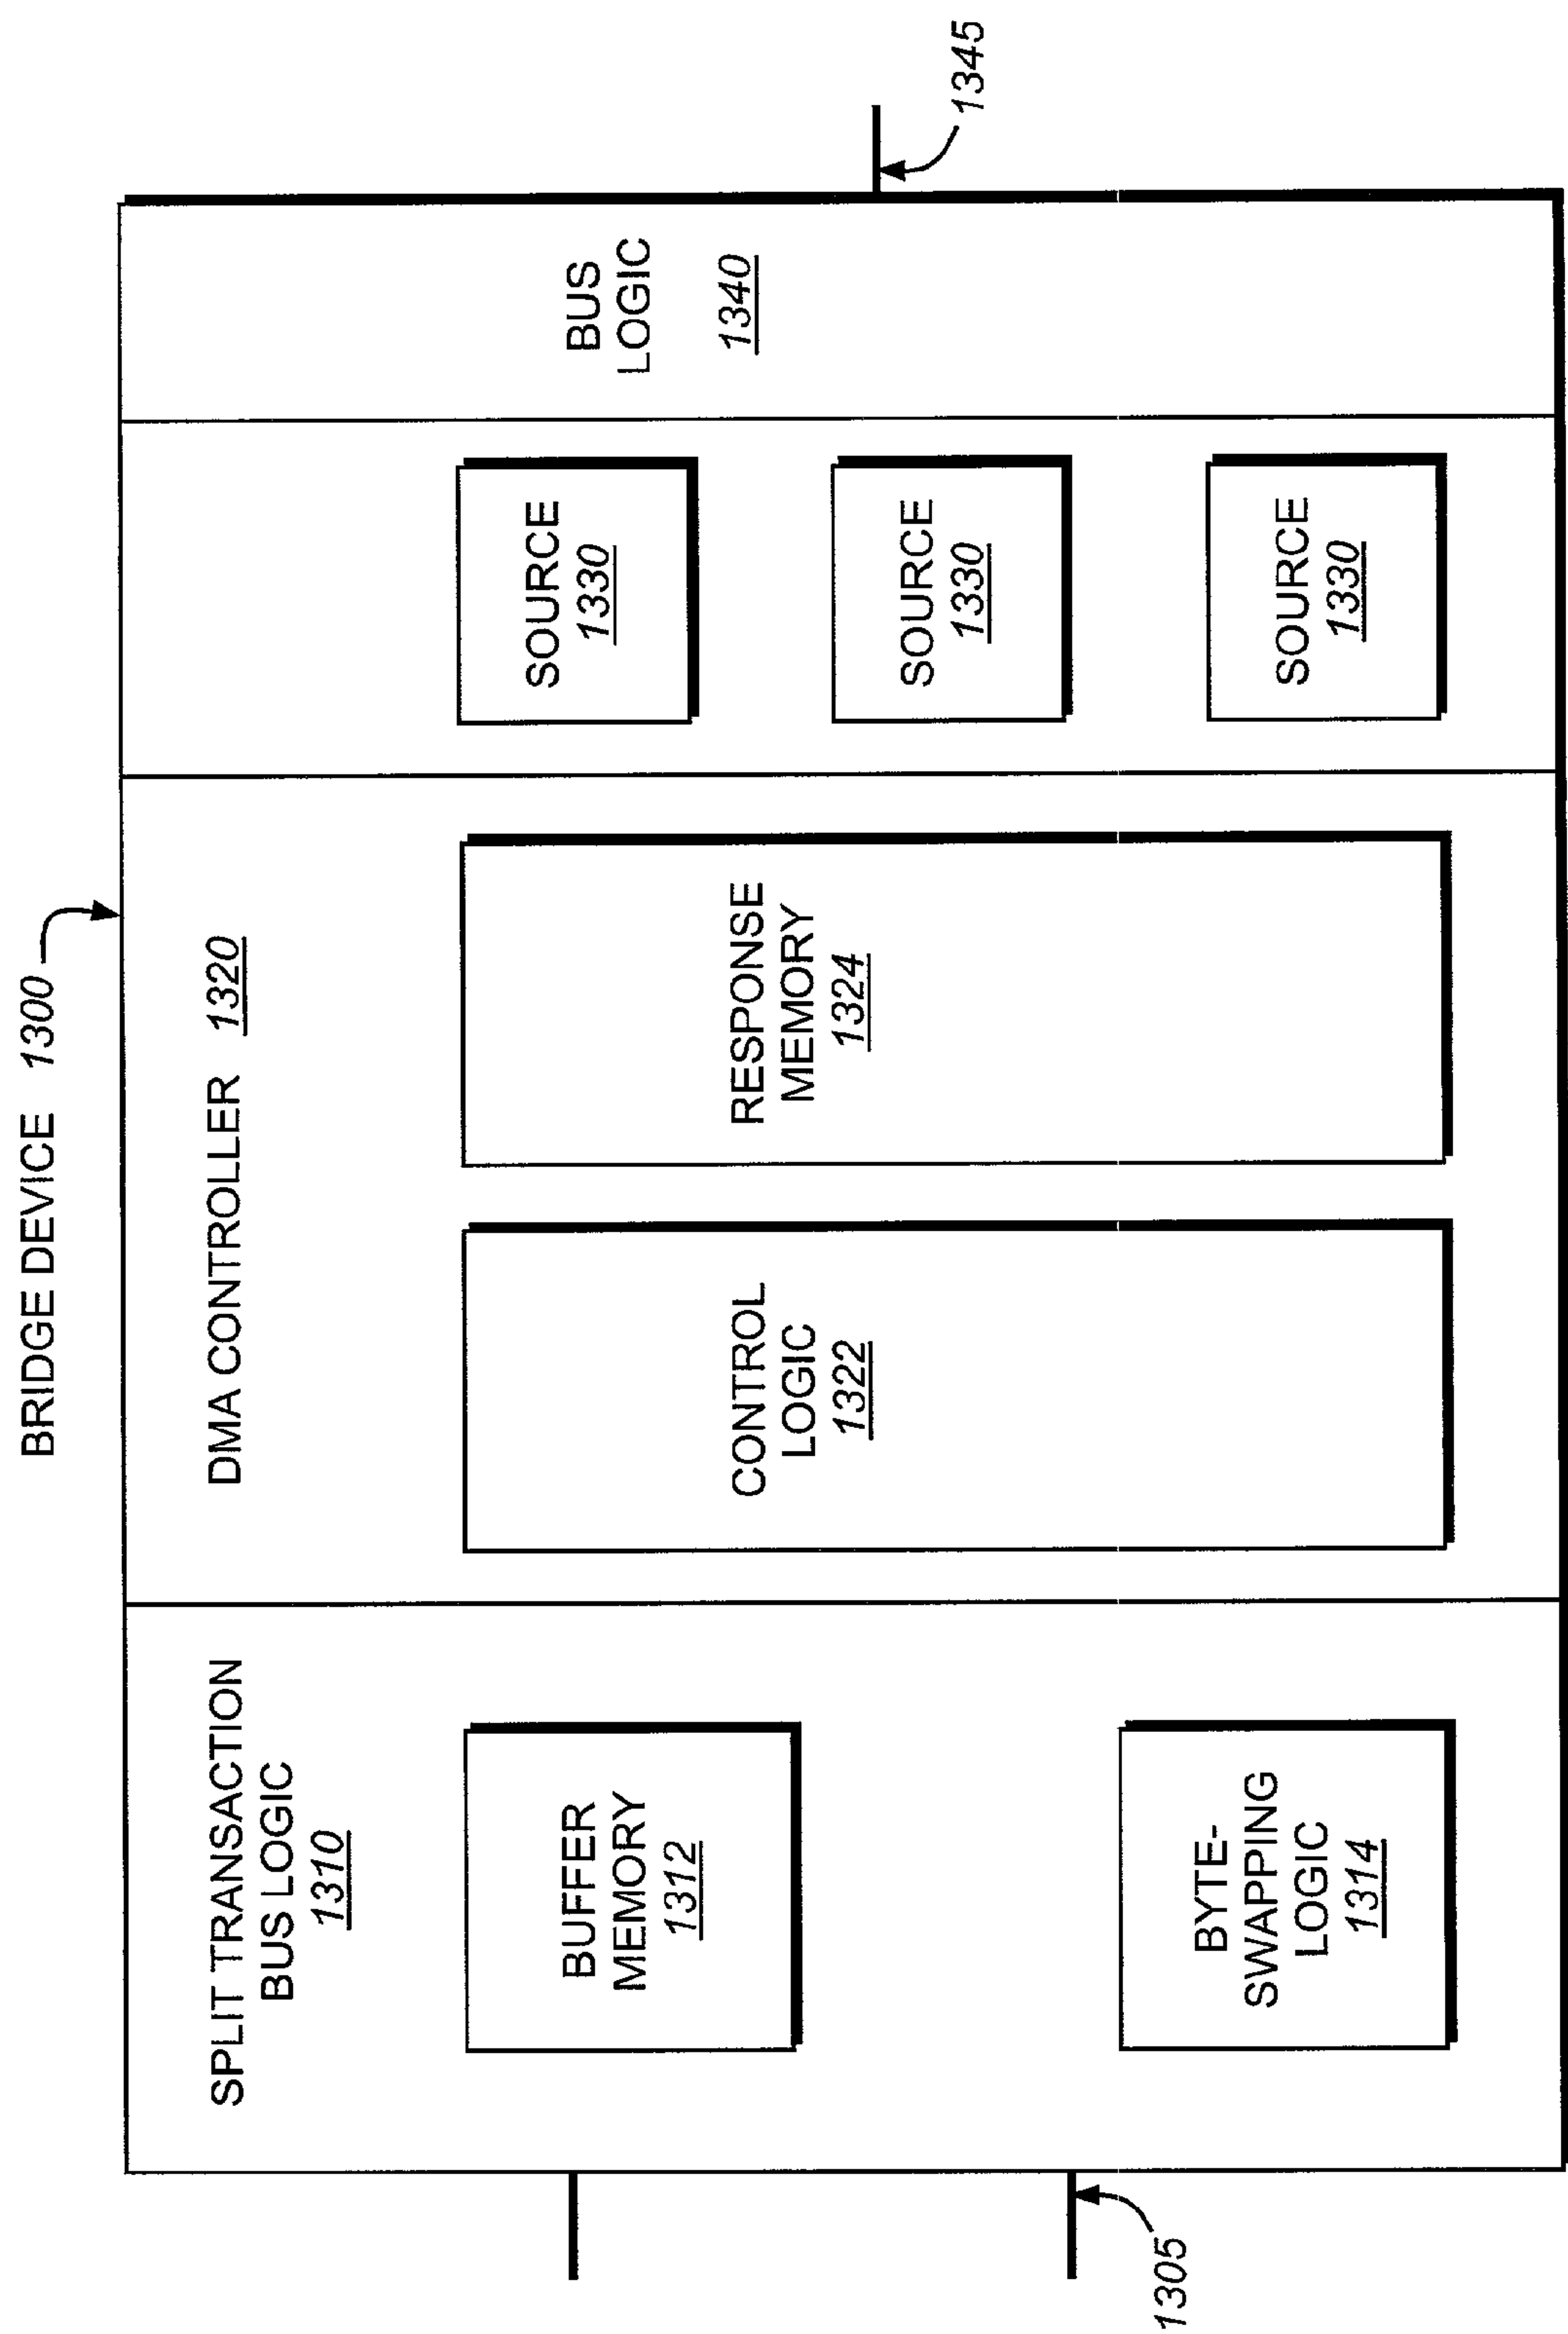 BRIDGE DEVICE 1300
SPLIT TRANSACTION
BUS LOGIC
1310
BUFFER
MEMORY
1312
BYTE-
SWAPPING
LOGIC
1314
DMA CONTROLLER 1320
CONTROL
LOGIC
1322
RESPONSE
MEMORY
1324
SOURCE
1330
SOURCE
1330
SOURCE
1330
BUS
LOGIC
1340
1305
1345